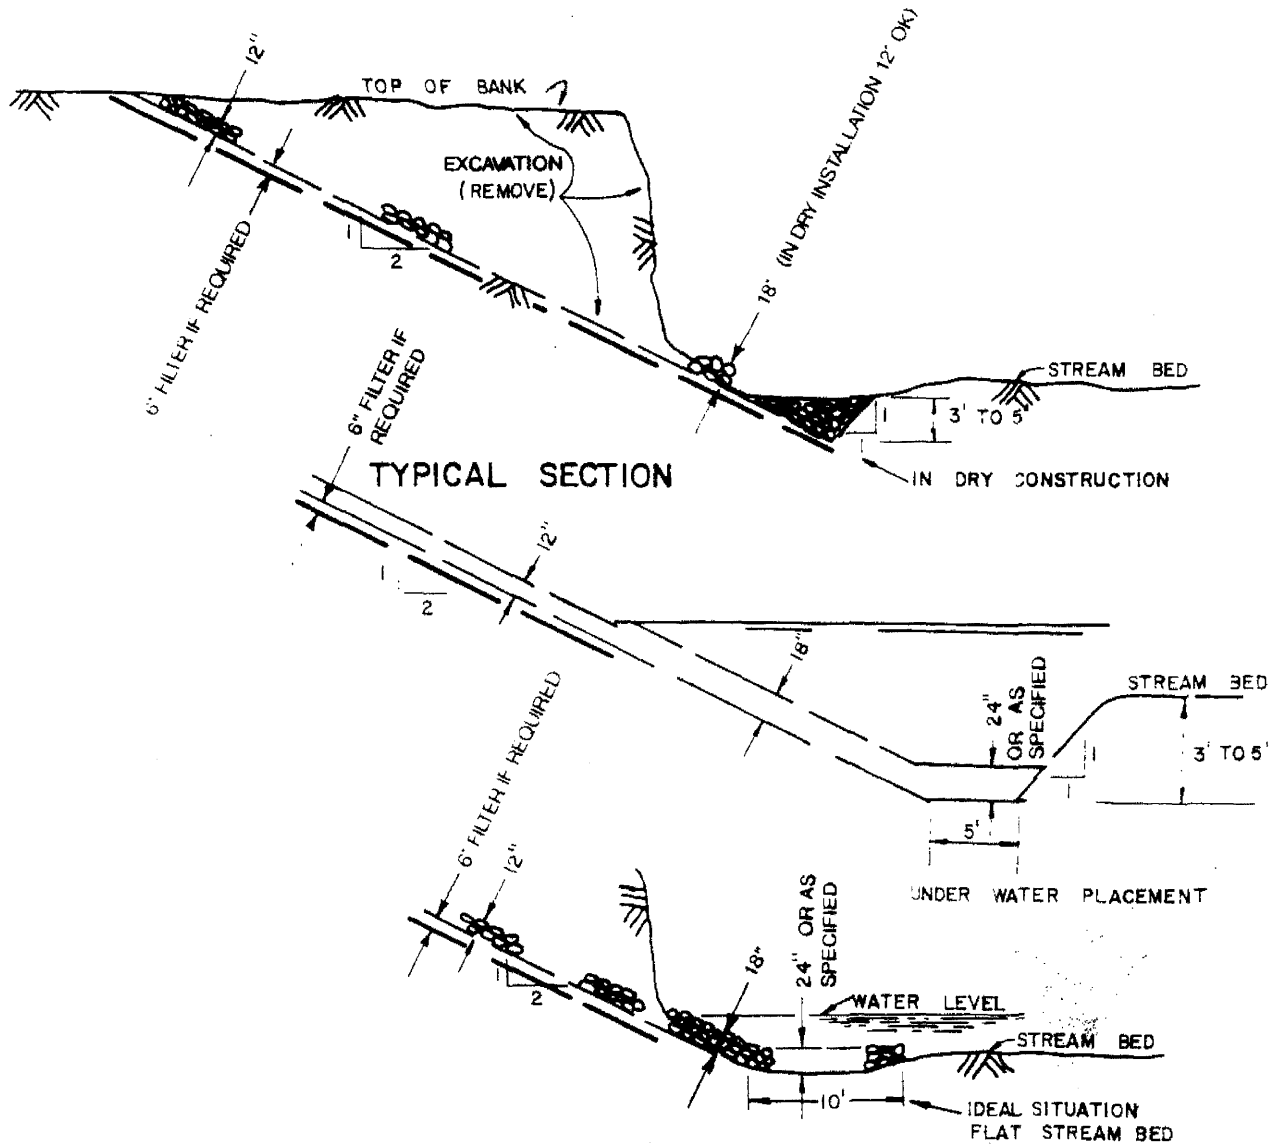 12"
TOP OF BANK
18" (IN DRY INSTALLATION 12" OK)
EXCAVATION
(REMOVE)
1
2
6" FILTER IF REQUIRED
STREAM BED
1
1
3' TO 5'
IN DRY CONSTRUCTION
6" FILTER IF
REQUIRED
TYPICAL SECTION
12"
1
2
18"
24"
OR AS
SPECIFIED
STREAM BED
1
1
3' TO 5'
5'
UNDER WATER PLACEMENT
6" FILTER IF REQUIRED
12"
1
2
18"
24" OR AS
SPECIFIED
WATER LEVEL
STREAM BED
10'
IDEAL SITUATION
FLAT STREAM BED